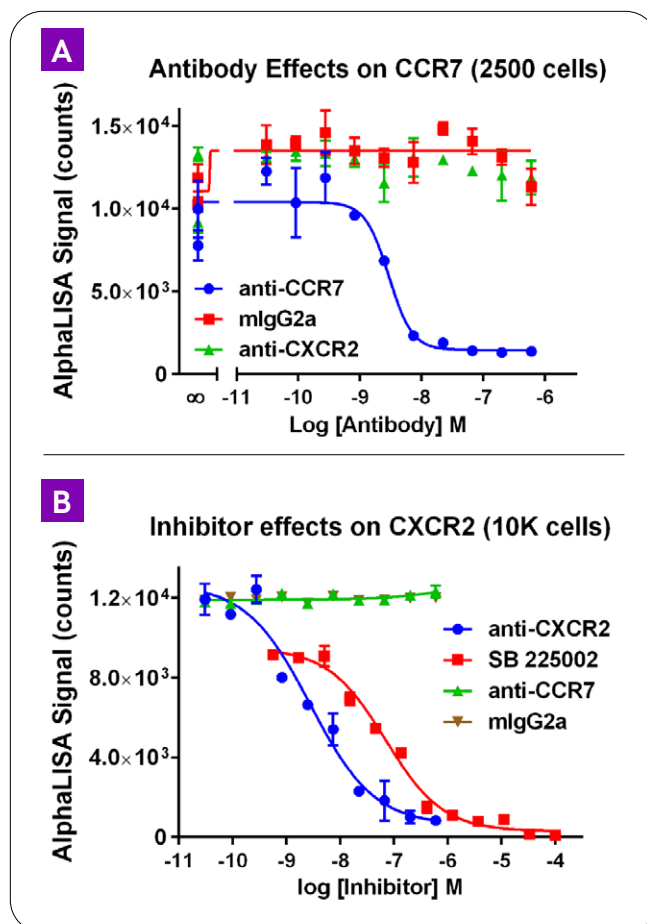 A
Antibody Effects on CCR7 (2500 cells)
AlphaLISA Signal (counts)
1.5×10⁴
1.0×10⁴
5.0×10³
0
anti-CCR7
mIgG2a
anti-CXCR2
∞ -11 -10 -9 -8 -7 -6
Log [Antibody] M
B
Inhibitor effects on CXCR2 (10K cells)
AlphaLISA Signal (counts)
1.2×10⁴
8.0×10³
4.0×10³
0
anti-CXCR2
SB 225002
anti-CCR7
mIgG2a
-11 -10 -9 -8 -7 -6 -5 -4
log [Inhibitor] M